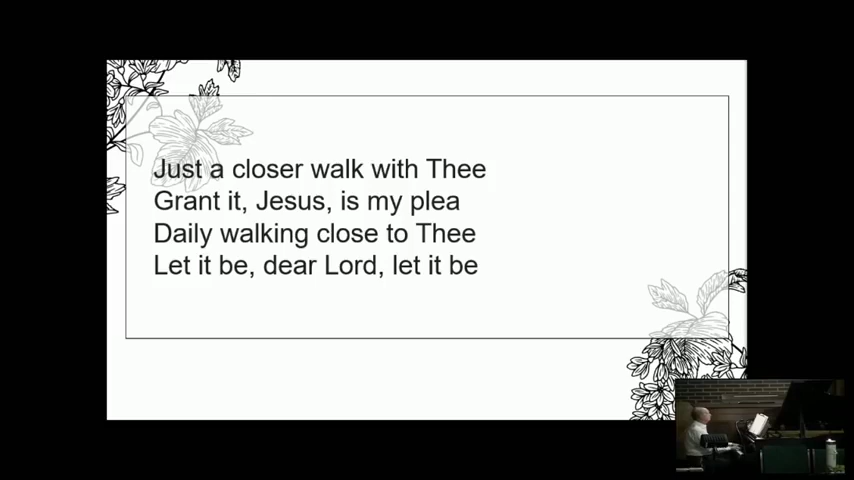 Just a closer walk with Thee
Grant it, Jesus, is my plea
Daily walking close to Thee
Let it be, dear Lord, let it be